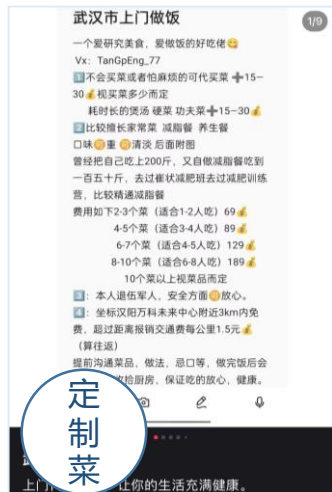 武汉市上门做饭
1/9
一个爱研究美食,爱做饭的好吃佬😋
Vx: TanGpEng_77
1️⃣不会买菜或者怕麻烦的可代买菜➕15–
30💰视买菜多少而定
耗时长的煲汤 硬菜 功夫菜➕15–30💰
2️⃣比较擅长家常菜 减脂餐 养生餐
口味🉑重 🉑清淡 后面附图
曾经把自己吃上200斤,又自做减脂餐吃到
一百五十斤,去过崔状减肥班去过减肥训练
营,比较精通减脂餐
费用如下2-3个菜(适合1-2人吃)69💰
4-5个菜(适合3-4人吃)89💰
6-7个菜(适合4-5人吃)129💰
8-10个菜(适合6-8人吃)189💰
10个菜以上视菜品而定
3️⃣:本人退伍军人,安全方面🉑放心。
4️⃣:坐标汉阳万科未来中心附近3km内免
费,超过距离报销交通费每公里1.5元💰
(算往返)
提前沟通菜品,做法,忌口等,做完饭后会
拾厨房,保证吃的放心,健康。
定
制
菜
上门
让你的生活充满健康。